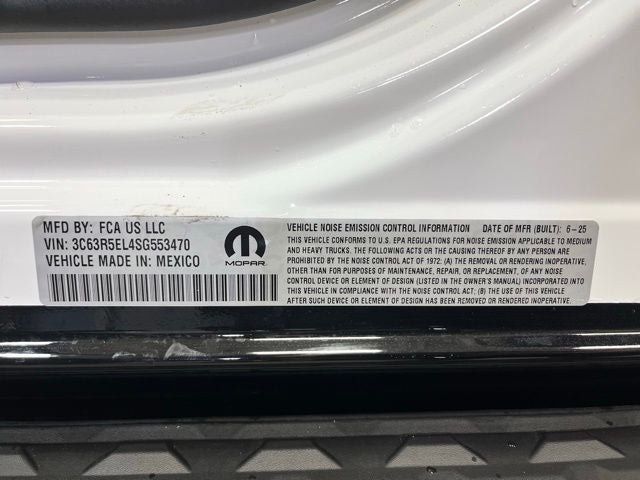 MFD BY: FCA US LLC
VIN: 3C63R5EL4SG553470
VEHICLE MADE IN: MEXICO
MOPAR
VEHICLE NOISE EMISSION CONTROL INFORMATION DATE OF MFR (BUILT): 6-25
THIS VEHICLE CONFORMS TO U.S. EPA REGULATIONS FOR NOISE EMISSION APPLICABLE TO MEDIUM
AND HEAVY TRUCKS. THE FOLLOWING ACTS OR THE CAUSING THEREOF BY ANY PERSON ARE
PROHIBITED BY THE NOISE CONTROL ACT OF 1972; (A) THE REMOVAL OR RENDERING INOPERATIVE,
OTHER THAN FOR PURPOSES OF MAINTENANCE, REPAIR, OR REPLACEMENT, OF ANY NOISE
CONTROL DEVICE OR ELEMENT OF DESIGN (LISTED IN THE OWNER'S MANUAL) INCORPORATED INTO
THIS VEHICLE IN COMPLIANCE WITH THE NOISE CONTROL ACT; (B) THE USE OF THIS VEHICLE
AFTER SUCH DEVICE OR ELEMENT OF DESIGN HAS BEEN REMOVED OR RENDERED INOPERATIVE.